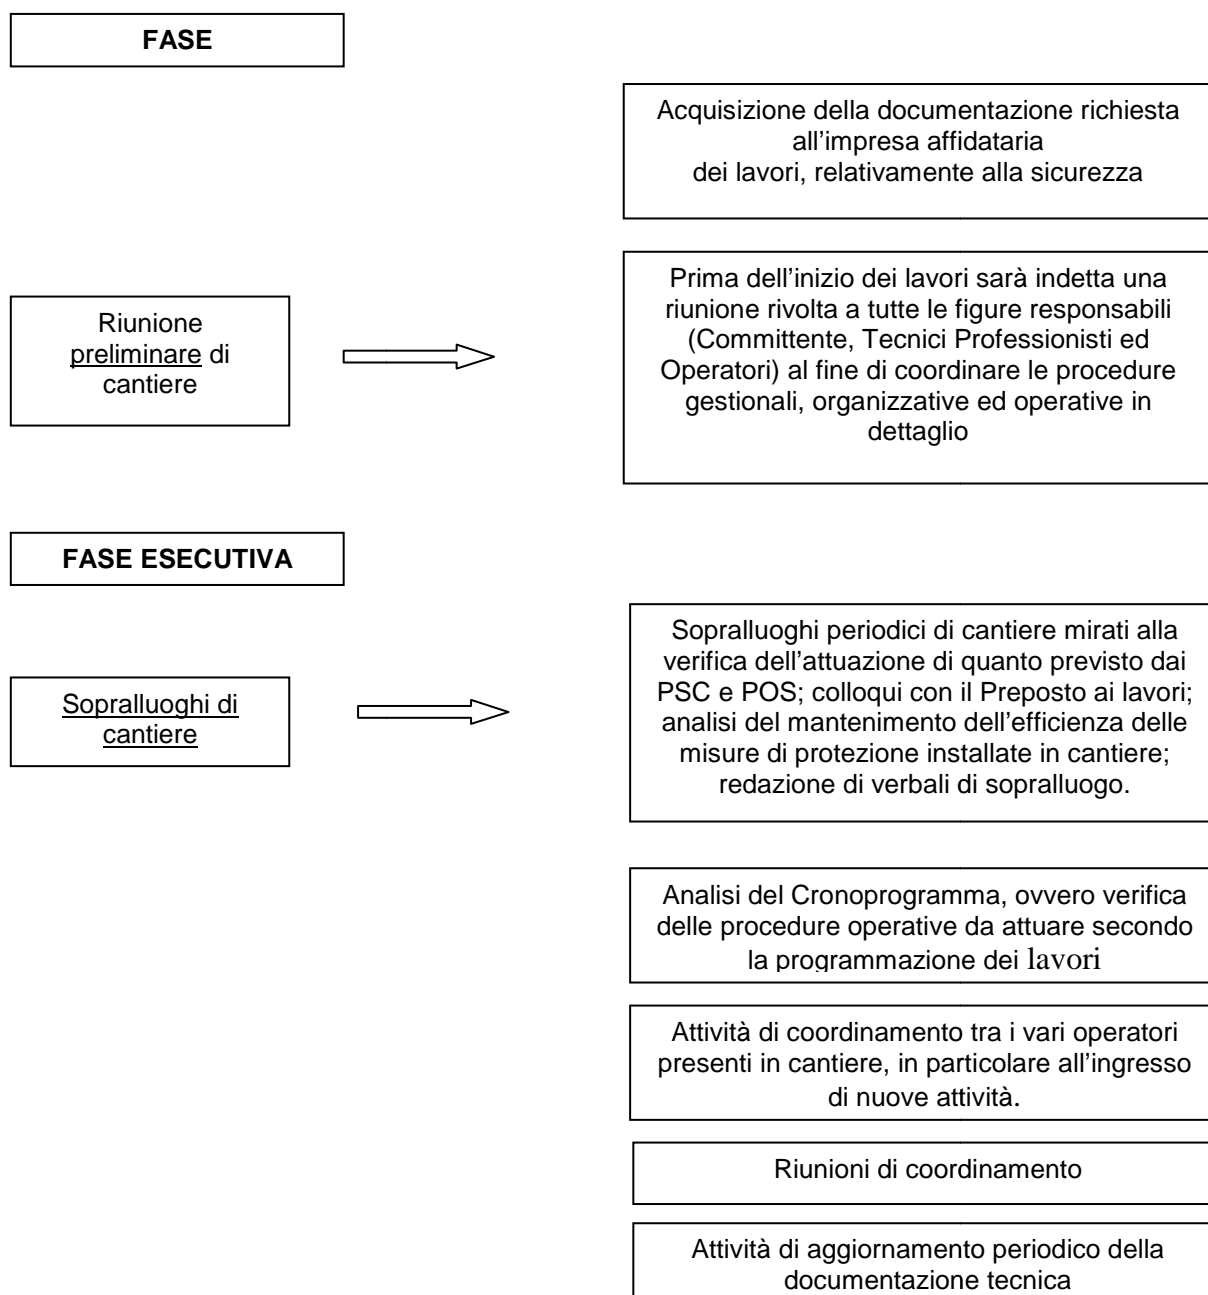 FASE
Acquisizione della documentazione richiesta
all’impresa affidataria
dei lavori, relativamente alla sicurezza
Riunione
preliminare di
cantiere
Prima dell’inizio dei lavori sarà indetta una
riunione rivolta a tutte le figure responsabili
(Committente, Tecnici Professionisti ed
Operatori) al fine di coordinare le procedure
gestionali, organizzative ed operative in
dettaglio
FASE ESECUTIVA
Sopralluoghi di
cantiere
Sopralluoghi periodici di cantiere mirati alla
verifica dell’attuazione di quanto previsto dai
PSC e POS; colloqui con il Preposto ai lavori;
analisi del mantenimento dell’efficienza delle
misure di protezione installate in cantiere;
redazione di verbali di sopralluogo.
Analisi del Cronoprogramma, ovvero verifica
delle procedure operative da attuare secondo
la programmazione dei lavori
Attività di coordinamento tra i vari operatori
presenti in cantiere, in particolare all’ingresso
di nuove attività.
Riunioni di coordinamento
Attività di aggiornamento periodico della
documentazione tecnica